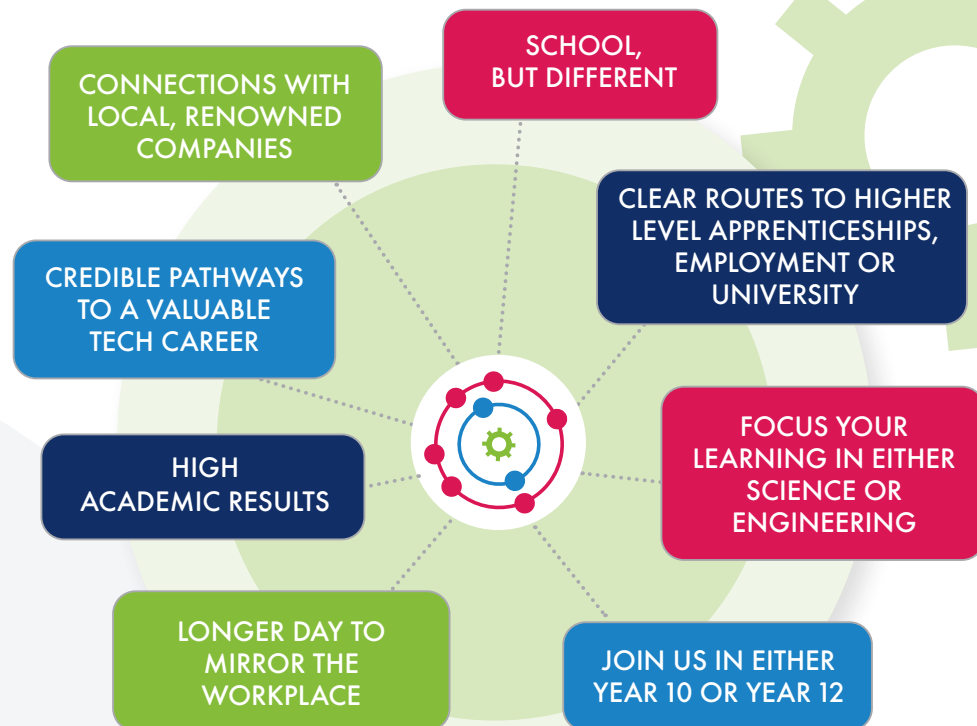 SCHOOL,
BUT DIFFERENT
CONNECTIONS WITH
LOCAL, RENOWNED
COMPANIES
CLEAR ROUTES TO HIGHER
LEVEL APPRENTICESHIPS,
EMPLOYMENT OR
UNIVERSITY
CREDIBLE PATHWAYS
TO A VALUABLE
TECH CAREER
FOCUS YOUR
LEARNING IN EITHER
SCIENCE OR
ENGINEERING
HIGH
ACADEMIC RESULTS
LONGER DAY TO
MIRROR THE
WORKPLACE
JOIN US IN EITHER
YEAR 10 OR YEAR 12